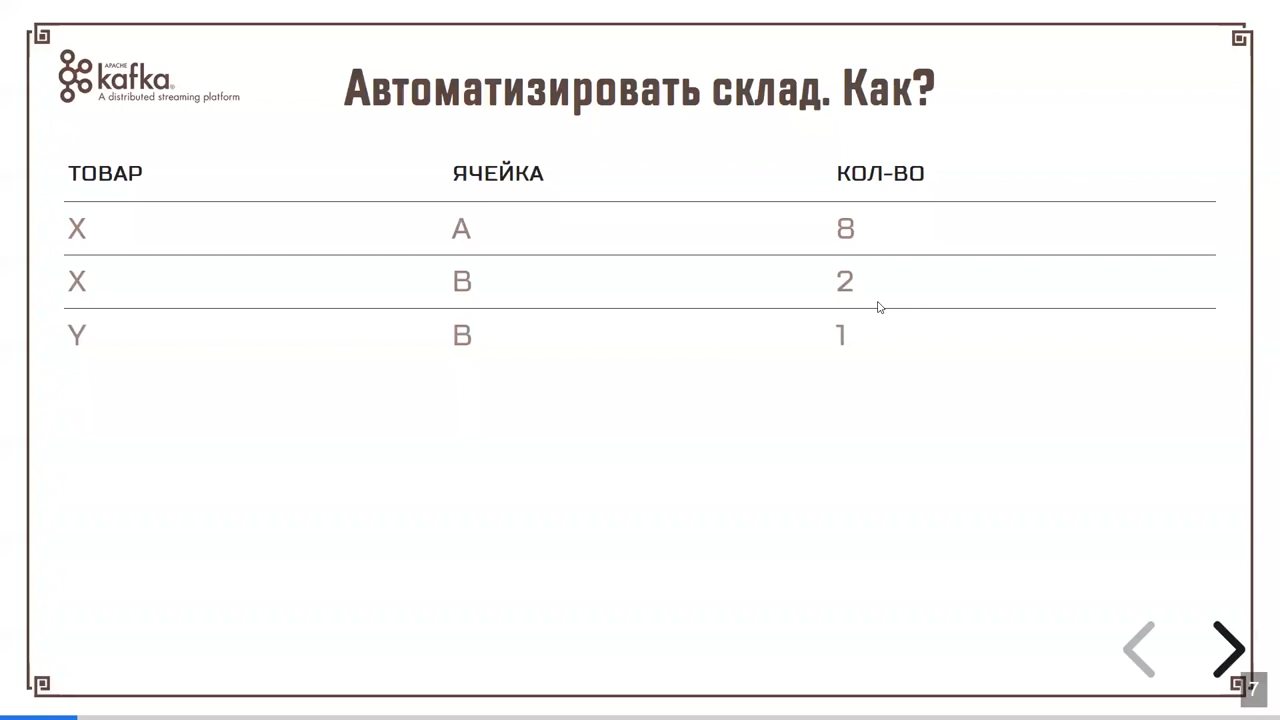 APACHE
kafka®
A distributed streaming platform
Автоматизировать склад. Как?
ТОВАР ЯЧЕЙКА КОЛ-ВО
X A 8
X B 2
Y B 1
7